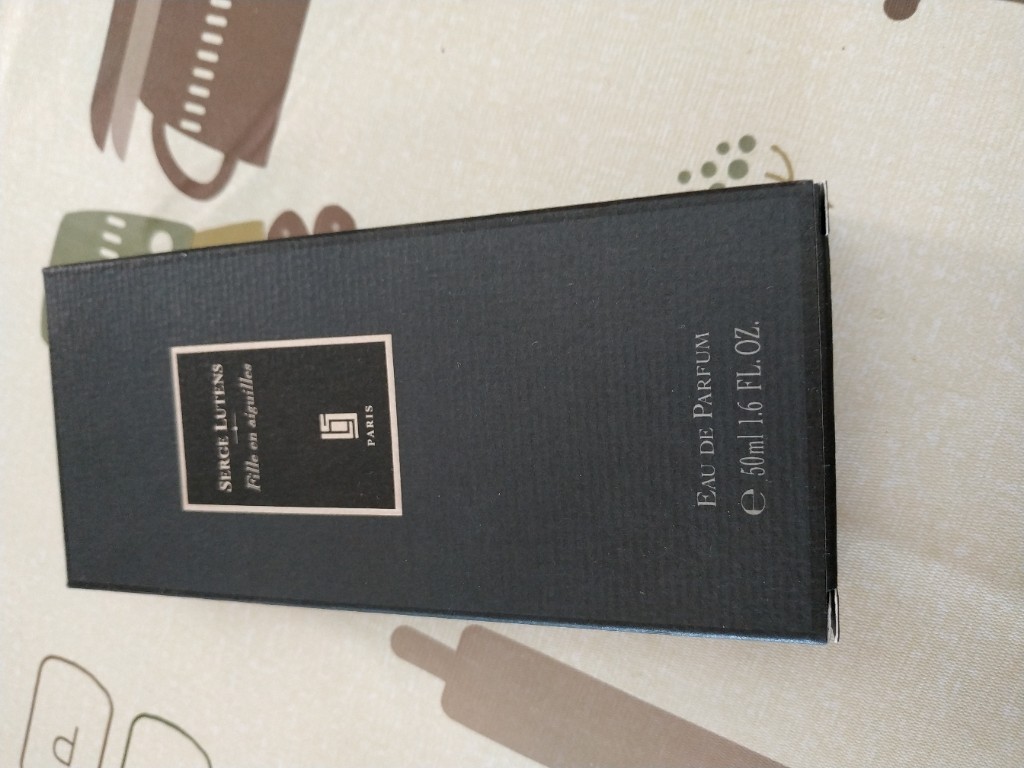 SERGE LUTENS
Fille en aiguilles
PARIS
EAU DE PARFUM
℮ 50ml 1.6 FL.OZ.
a